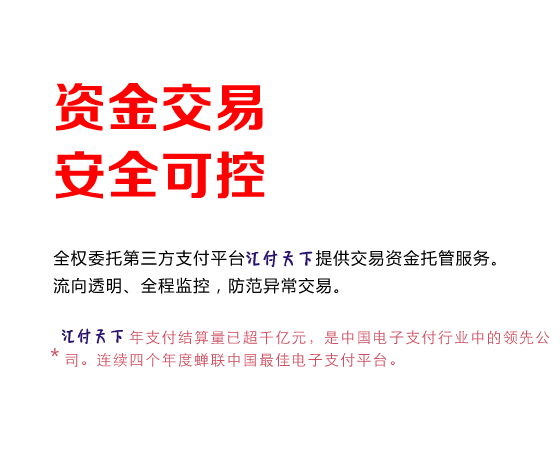 资金交易
安全可控
全权委托第三方支付平台汇付天下提供交易资金托管服务。
流向透明、全程监控，防范异常交易。
汇付天下 年支付结算量已超千亿元，是中国电子支付行业中的领先公
* 司。连续四个年度蝉联中国最佳电子支付平台。